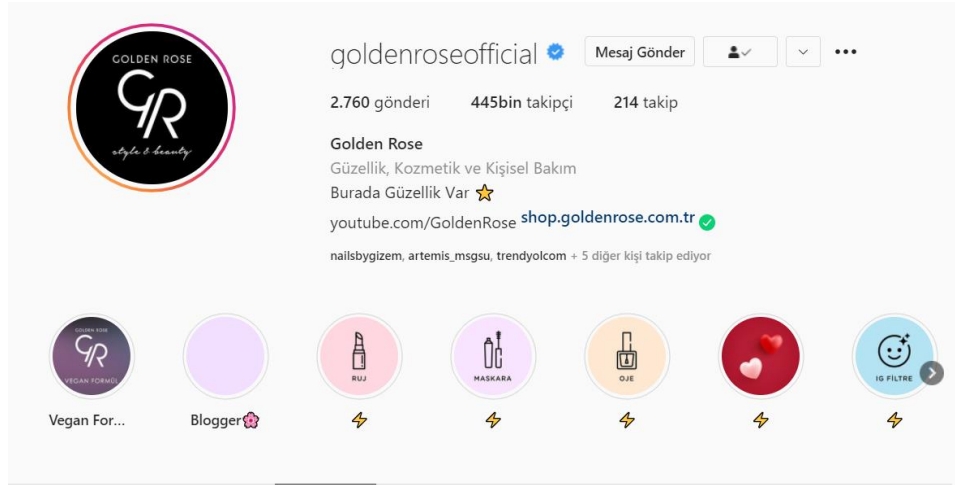 GOLDEN ROSE
GR
style & beauty
goldenroseofficial
Mesaj Gönder
2.760 gönderi 445bin takipçi 214 takip
Golden Rose
Güzellik, Kozmetik ve Kişisel Bakım
Burada Güzellik Var ⭐
youtube.com/GoldenRose shop.goldenrose.com.tr
nailsbygizem, artemis_msgsu, trendyolcom + 5 diğer kişi takip ediyor
GOLDEN ROSE
GR
VEGAN FORMÜL
RUJ
MASKARA
OJE
IG FİLTRE
Vegan For... Blogger🌸 ⚡ ⚡ ⚡ ⚡ ⚡